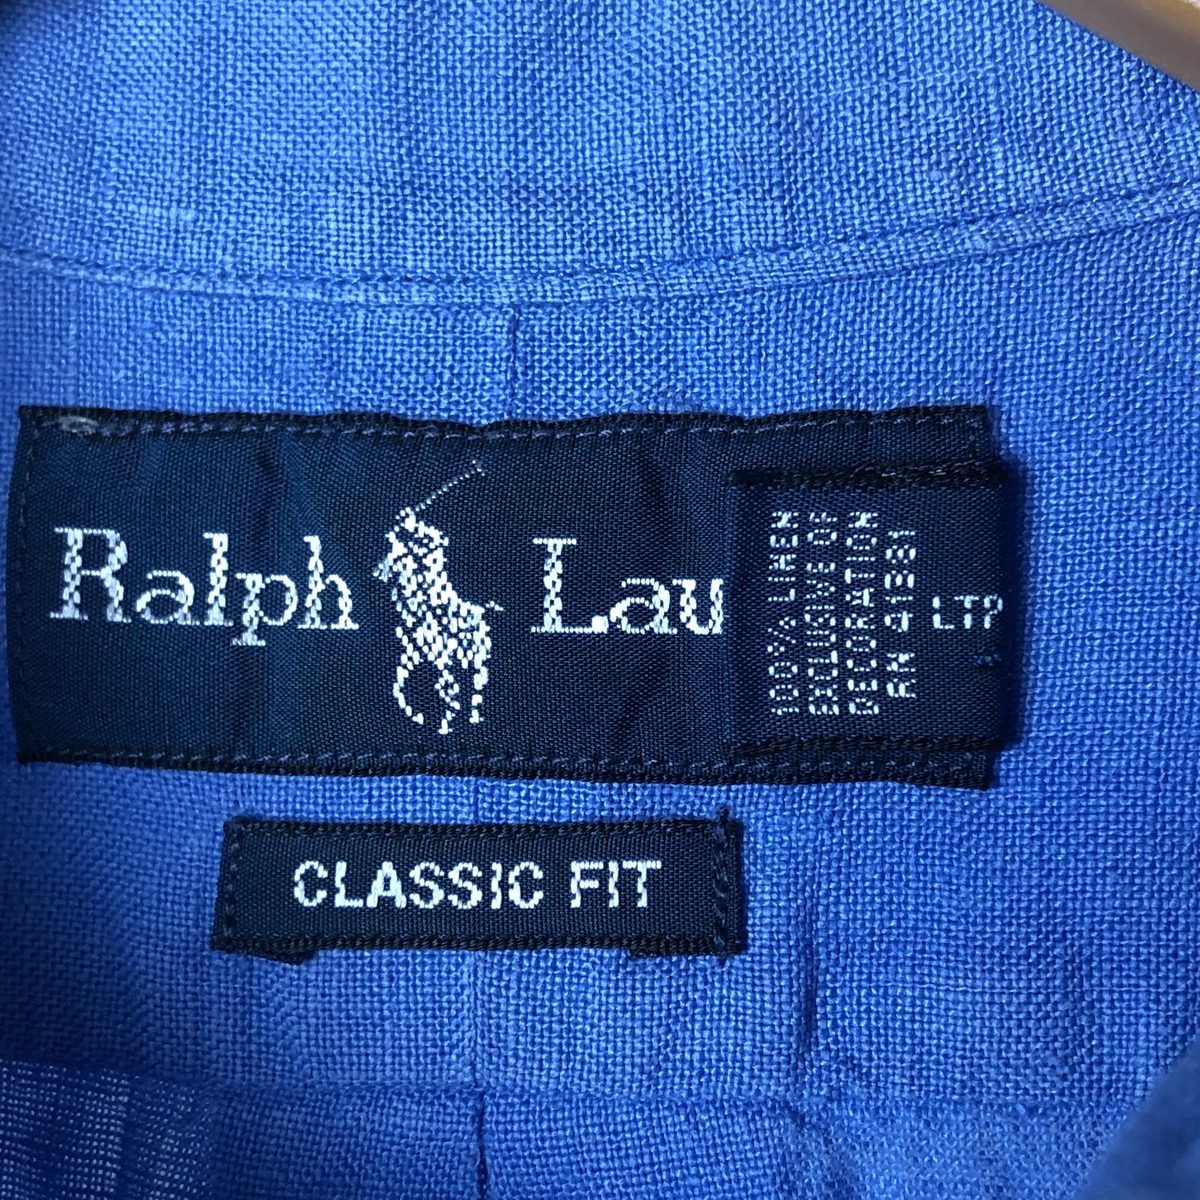 Ralph Lau
100% LINEN
EXCLUSIVE OF
DECORATION
RN 41381
LTP
CLASSIC FIT